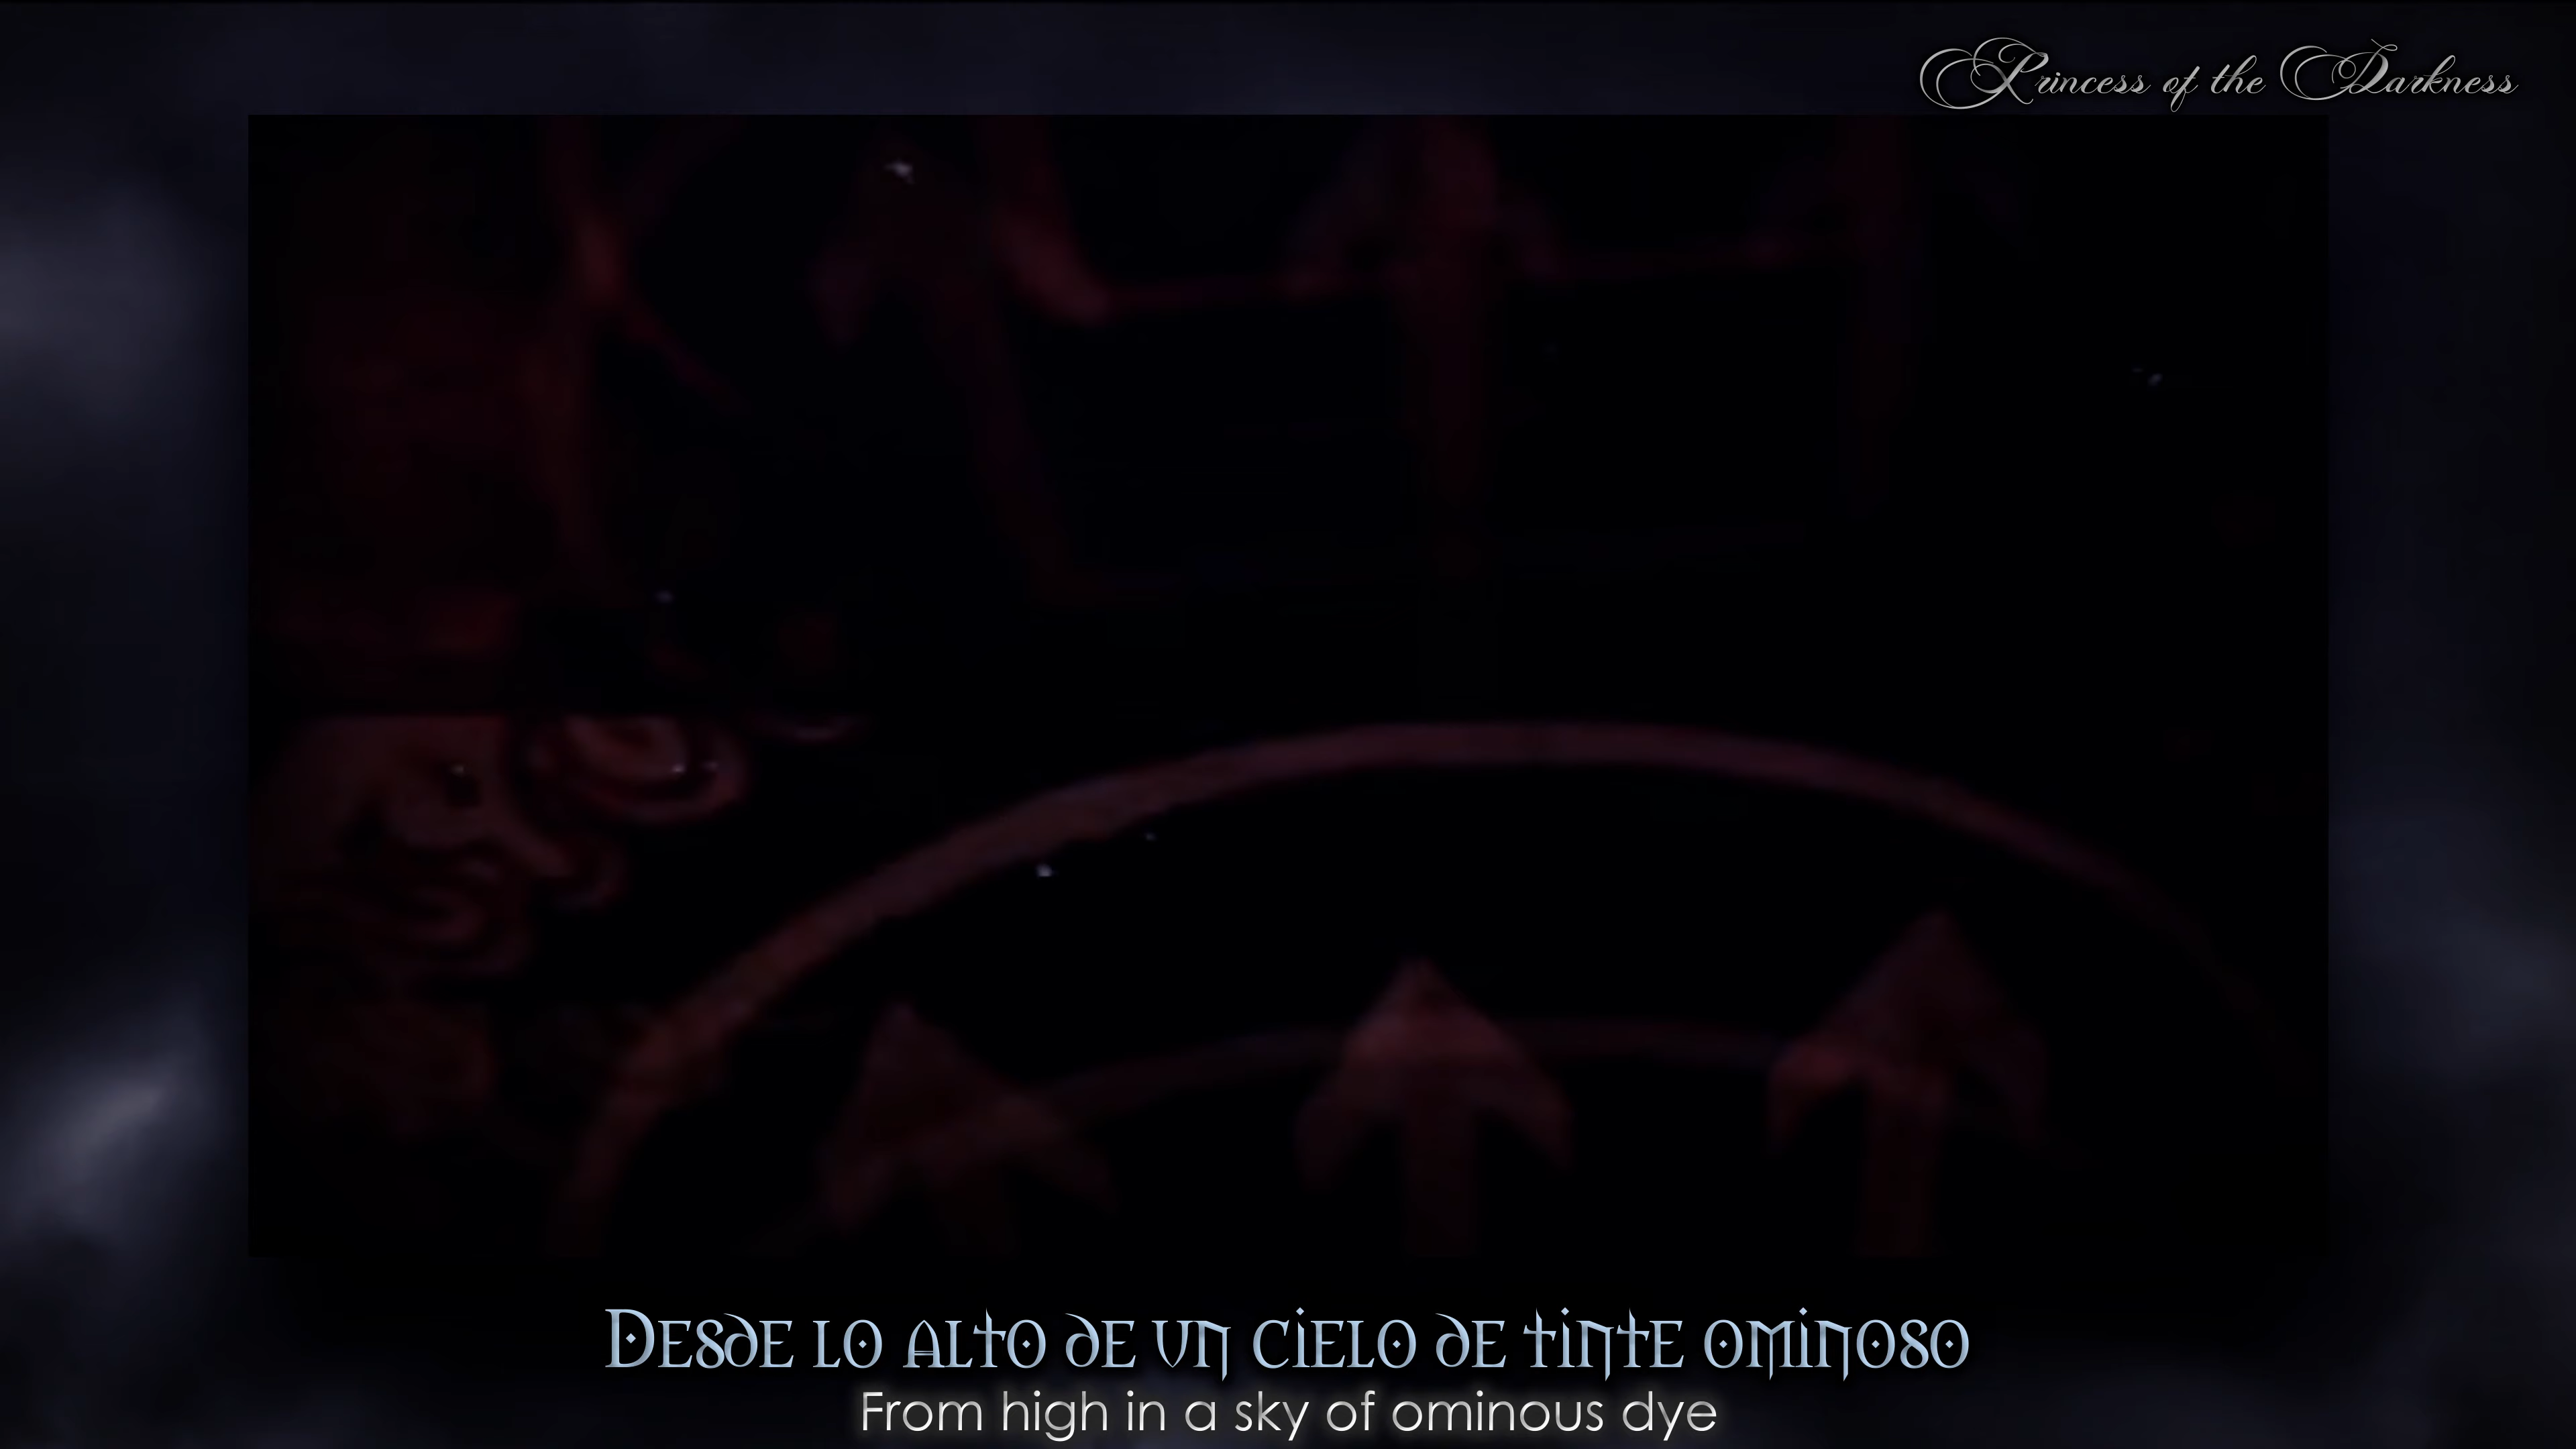 Princess of the Darkness
Desde lo alto de un cielo de tinte ominoso
From high in a sky of ominous dye